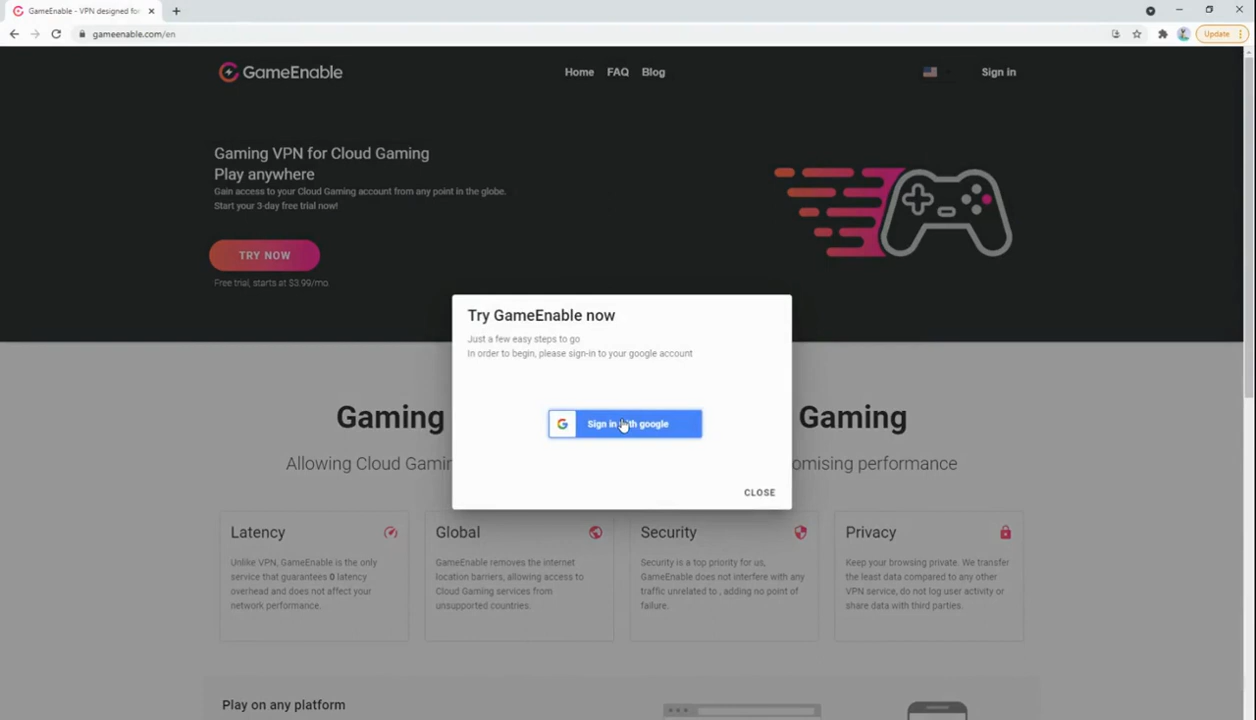 GameEnable - VPN designed for
gameenable.com/en
Update
GameEnable
Home FAQ Blog
Sign in
Gaming VPN for Cloud Gaming
Play anywhere
Gain access to your Cloud Gaming account from any point in the globe.
Start your 3-day free trial now!
TRY NOW
Free trial, starts at $3.99/mo.
Try GameEnable now
Just a few easy steps to go
In order to begin, please sign-in to your google account
Sign in with google
CLOSE
Gaming Gaming
Allowing Cloud Gami omising performance
Latency
Unlike VPN, GameEnable is the only
service that guarantees 0 latency
overhead and does not affect your
network performance.
Global
GameEnable removes the internet
location barriers, allowing access to
Cloud Gaming services from
unsupported countries.
Security
Security is a top priority for us,
GameEnable does not interfere with any
traffic unrelated to , adding no point of
failure.
Privacy
Keep your browsing private. We transfer
the least data compared to any other
VPN service, do not log user activity or
share data with third parties.
Play on any platform